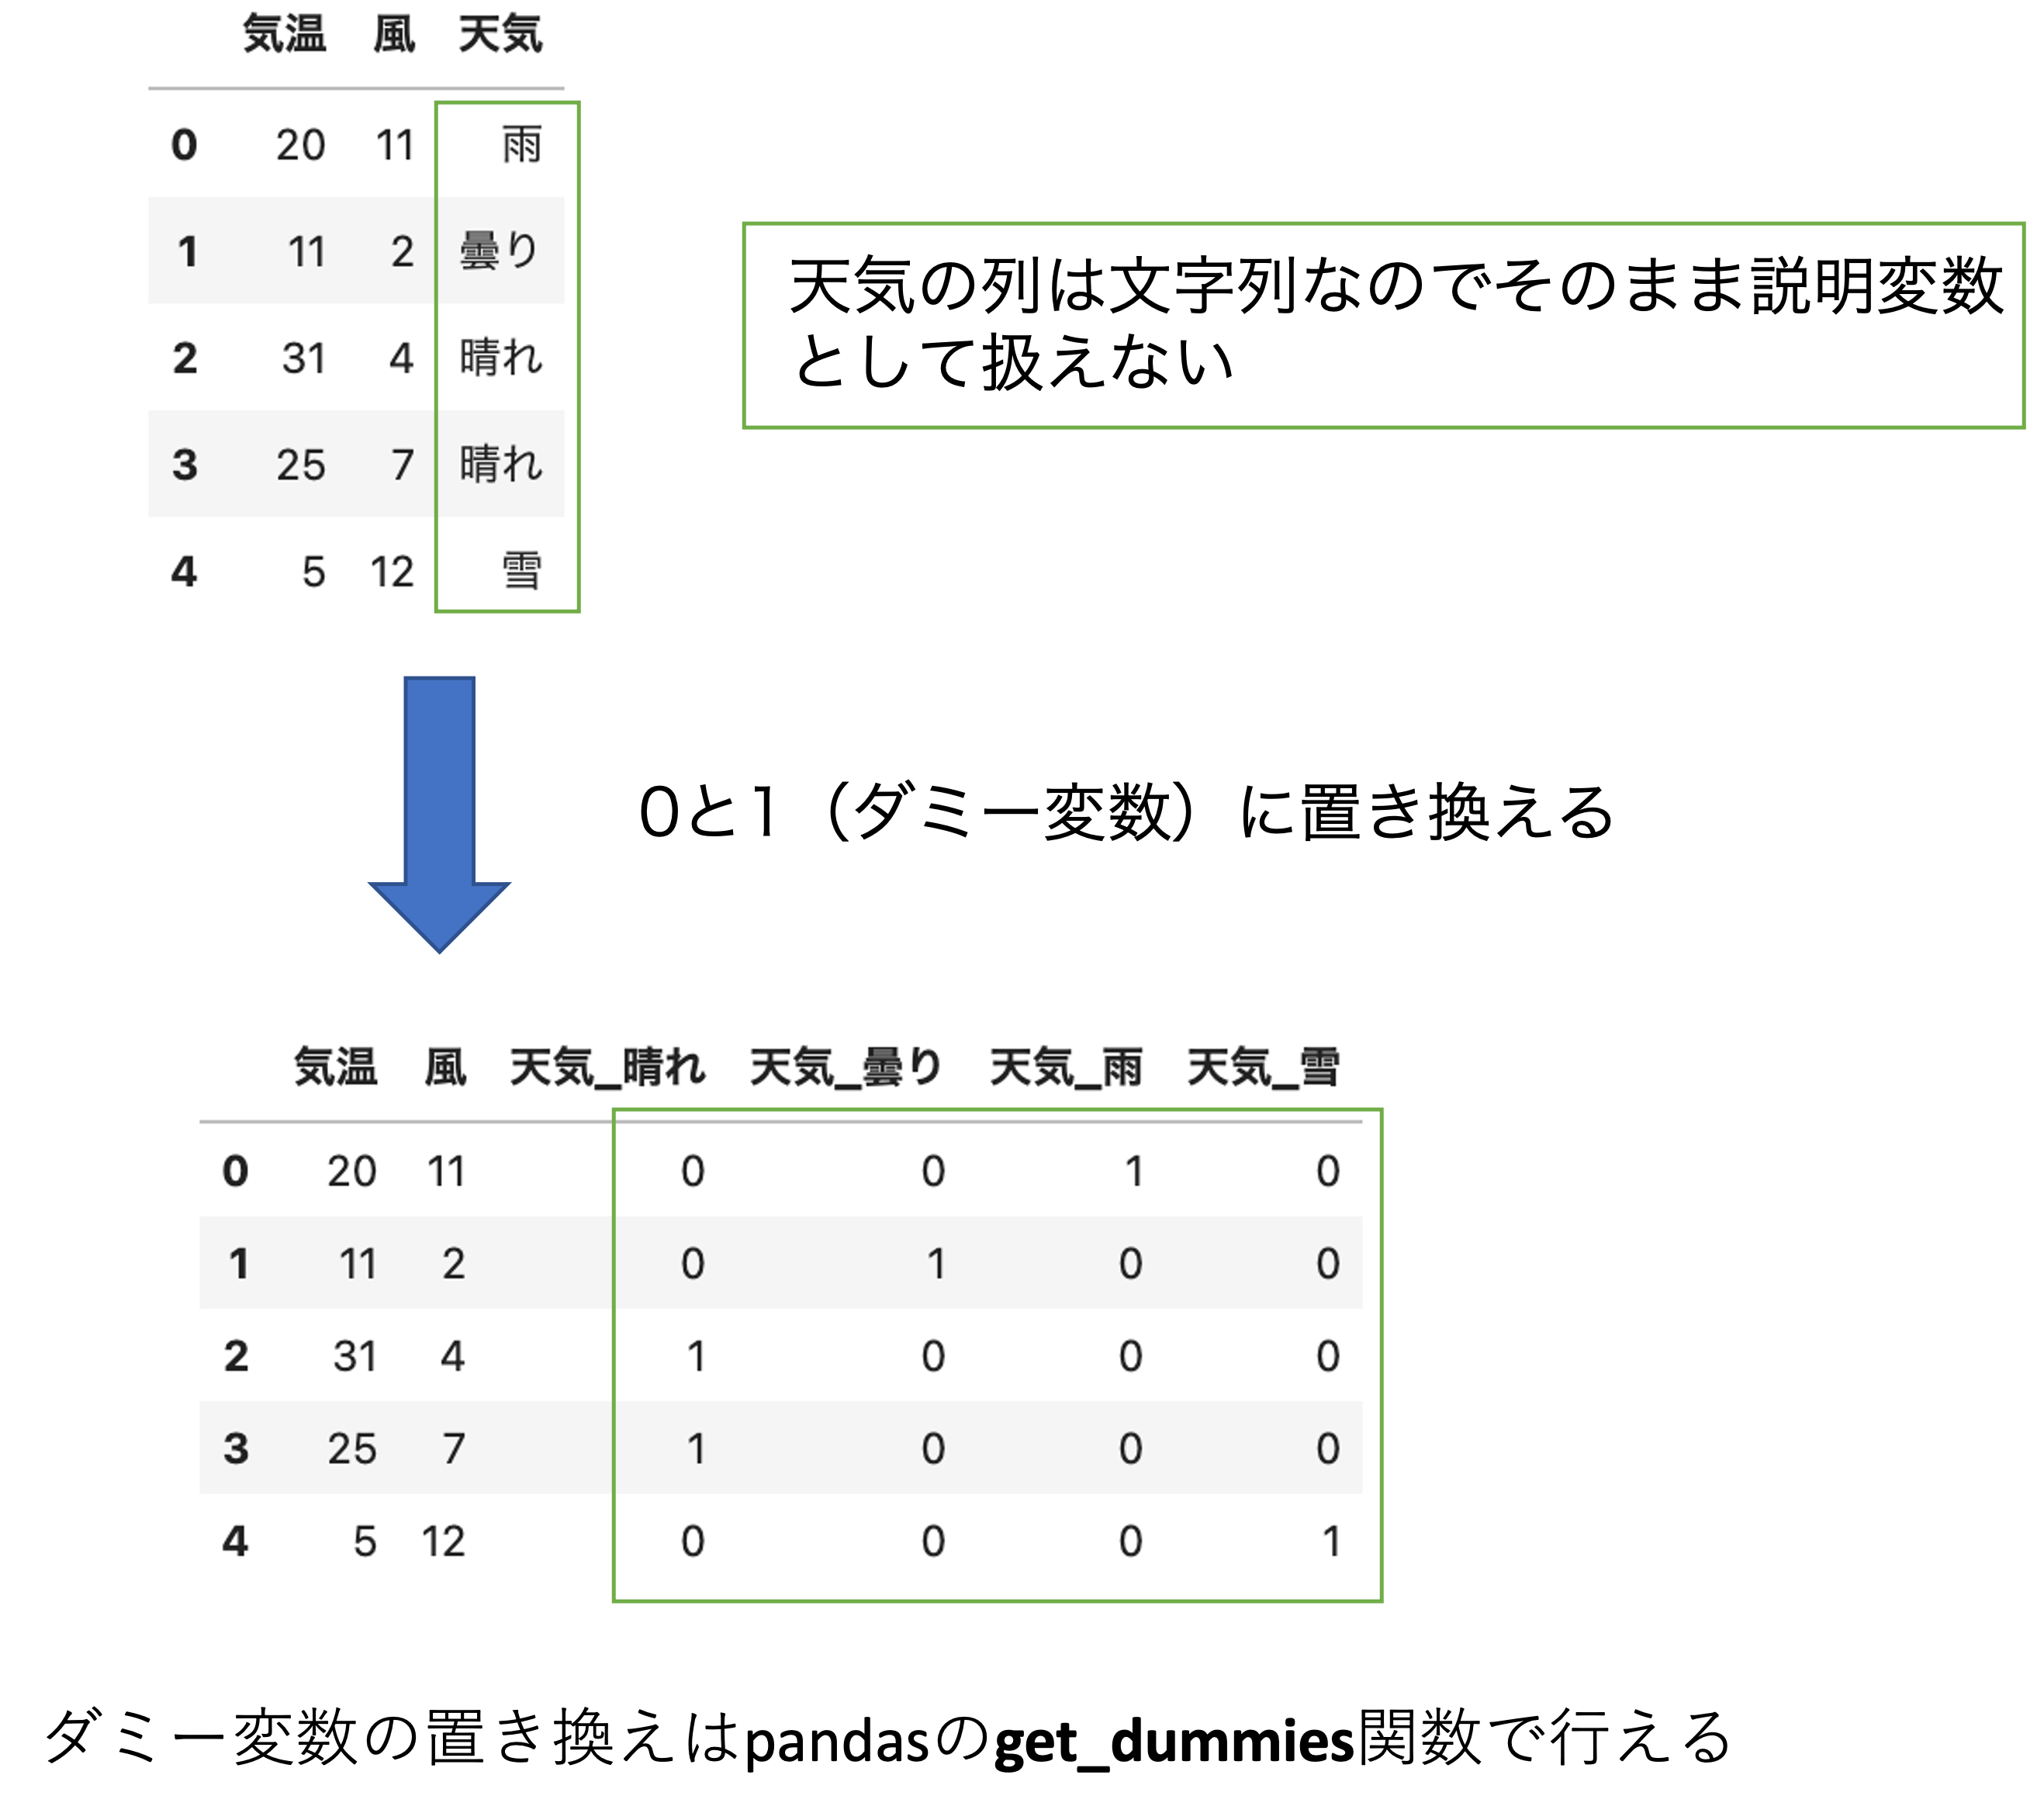 気温 風 天気
0 20 11 雨
1 11 2 曇り
2 31 4 晴れ
3 25 7 晴れ
4 5 12 雪
天気の列は文字列なのでそのまま説明変数
として扱えない
0と1（ダミー変数）に置き換える
気温 風 天気_晴れ 天気_曇り 天気_雨 天気_雪
0 20 11 0 0 1 0
1 11 2 0 1 0 0
2 31 4 1 0 0 0
3 25 7 1 0 0 0
4 5 12 0 0 0 1
ダミー変数の置き換えはpandasのget_dummies関数で行える